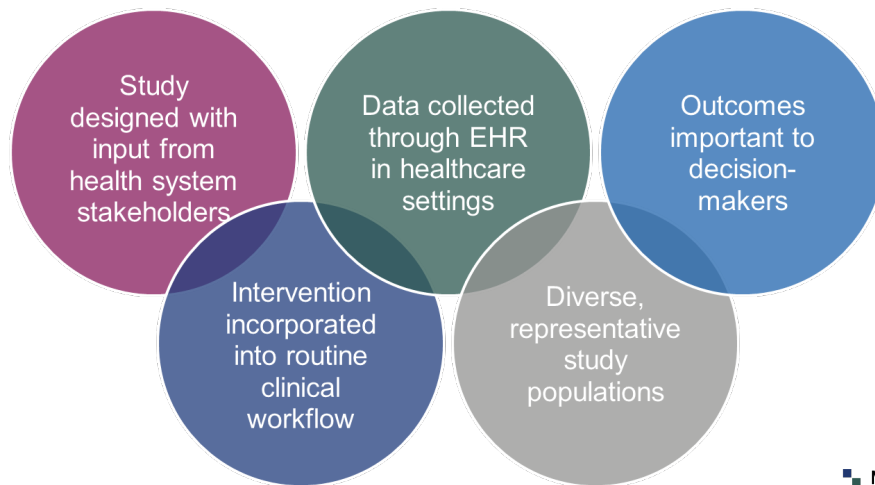 Study
designed with
input from
health system
stakeholders
Data collected
through EHR
in healthcare
settings
Outcomes
important to
decision-
makers
Intervention
incorporated
into routine
clinical
workflow
Diverse,
representative
study
populations